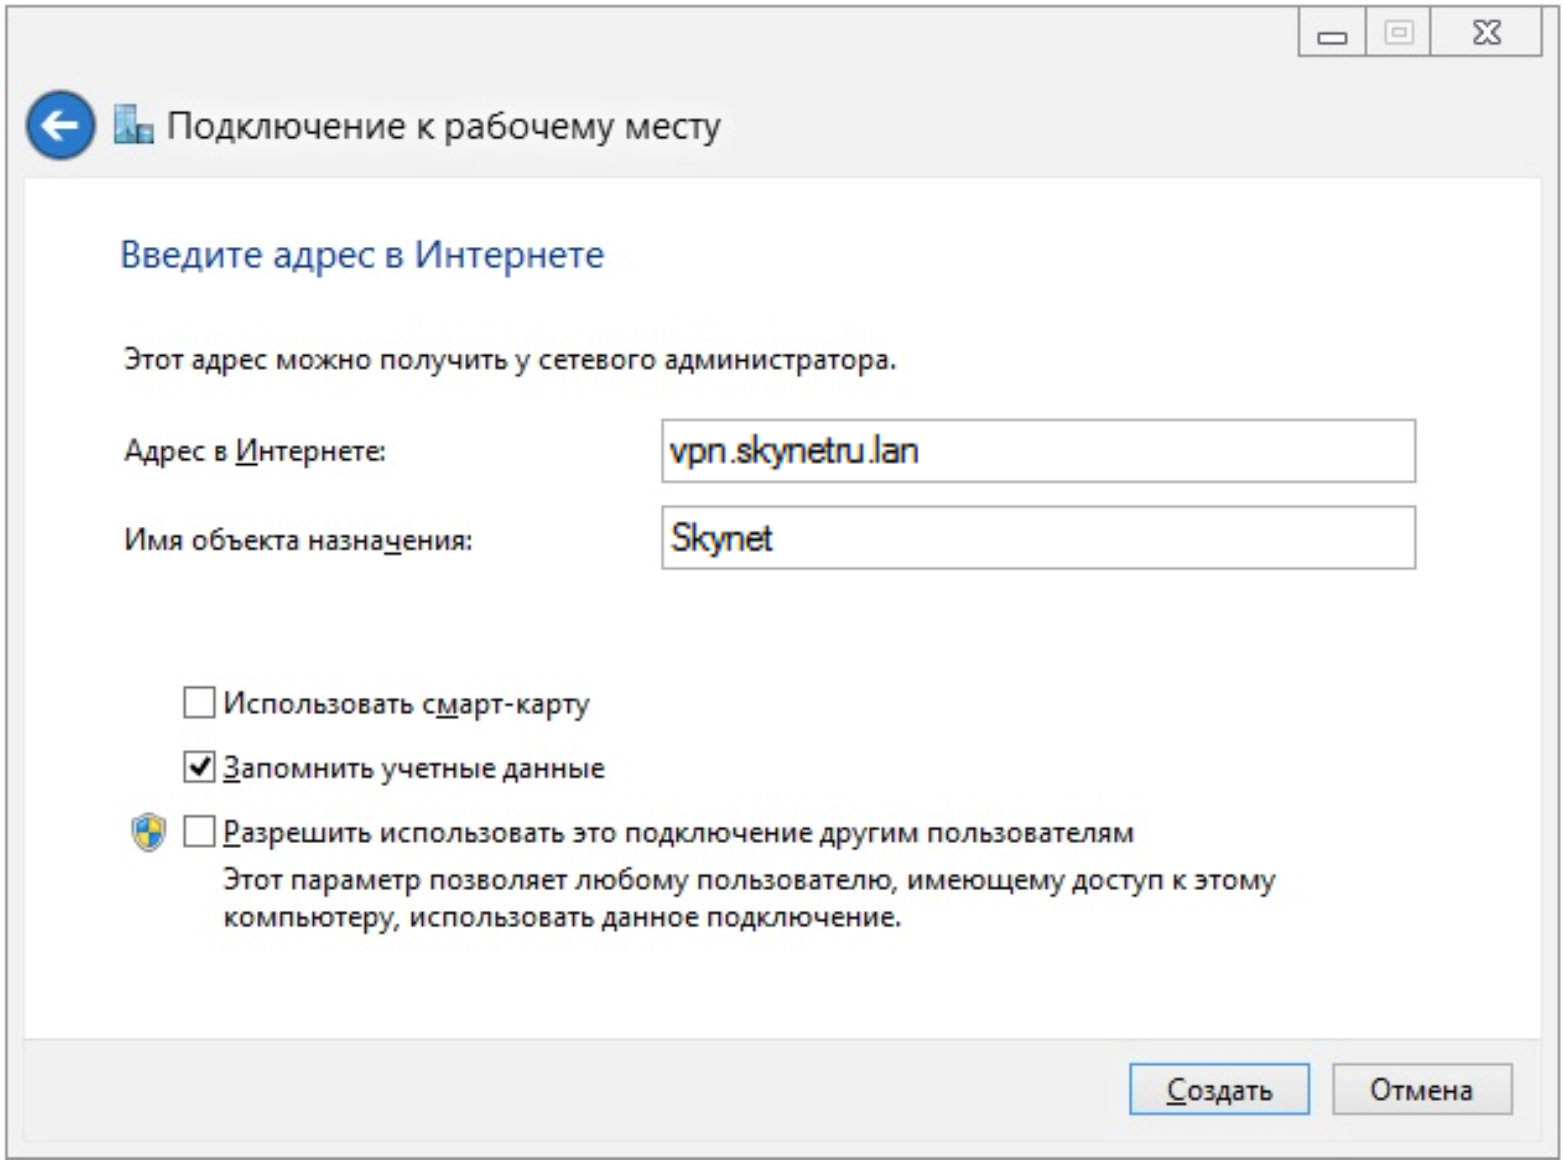 Подключение к рабочему месту
Введите адрес в Интернете
Этот адрес можно получить у сетевого администратора.
Адрес в Интернете:
vpn.skynetru.lan
Имя объекта назначения:
Skynet
Использовать смарт-карту
Запомнить учетные данные
Разрешить использовать это подключение другим пользователям
Этот параметр позволяет любому пользователю, имеющему доступ к этому
компьютеру, использовать данное подключение.
Создать
Отмена